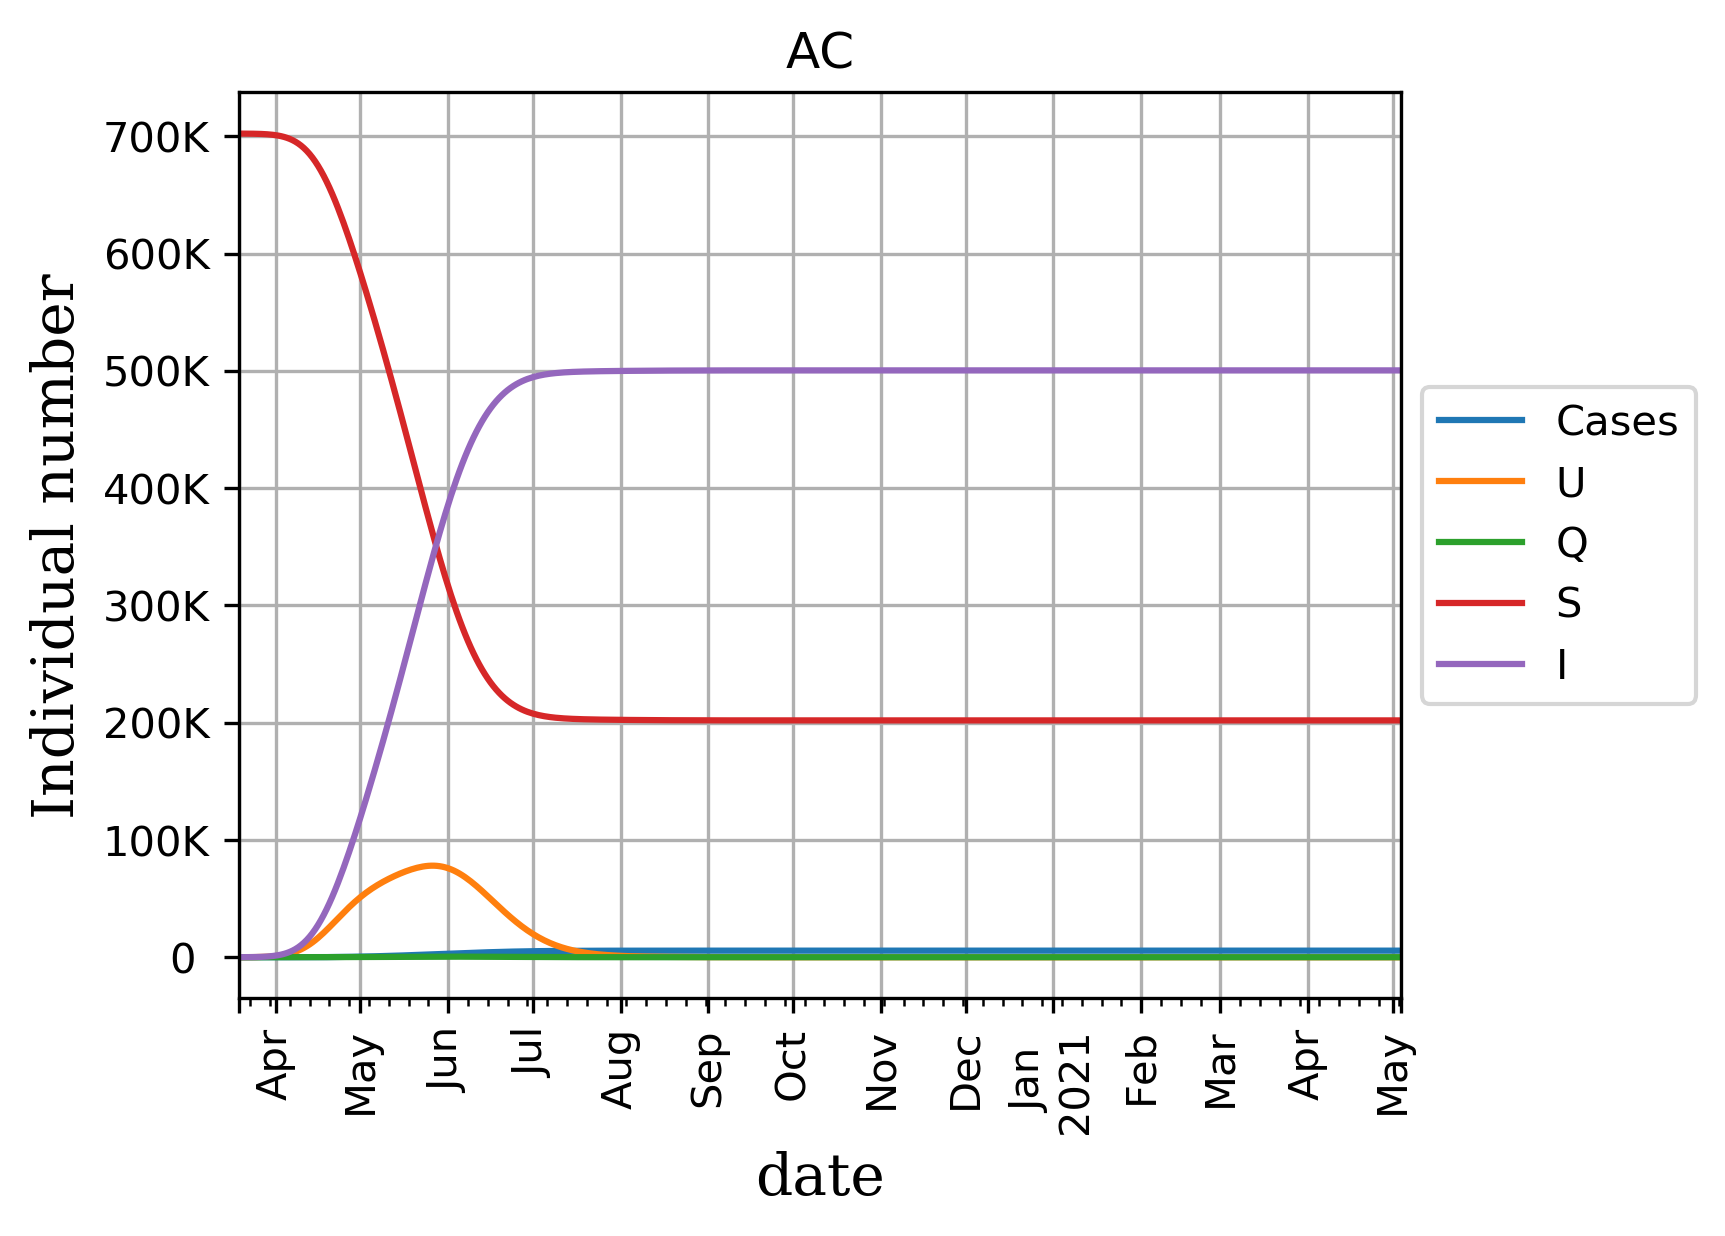 AC
Individual number
700K
600K
500K
400K
300K
200K
100K
0
Apr
May
Jun
Jul
Aug
Sep
Oct
Nov
Dec
Jan
2021
Feb
Mar
Apr
May
date
Cases
U
Q
S
I